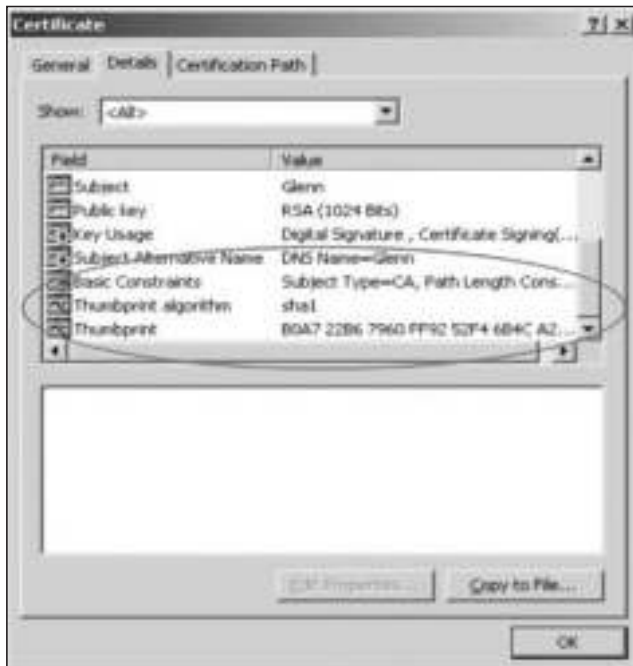 Certificate
General Details Certification Path
Show: <All>
Field Value
Subject Glenn
Public key RSA (1024 Bits)
Key Usage Digital Signature , Certificate Signing(...
Subject Alternative Name DNS Name=Glenn
Basic Constraints Subject Type=CA, Path Length Cons...
Thumbprint algorithm sha1
Thumbprint B0A7 22B6 7960 FF92 52F4 6B4C A2...
Edit Properties...
Copy to File...
OK